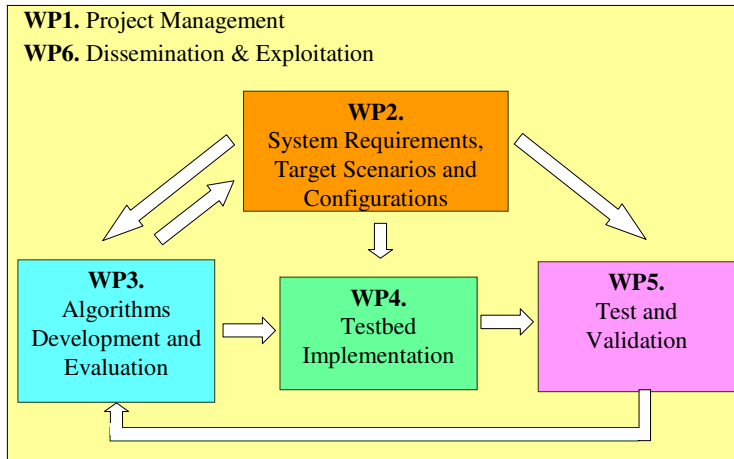 WP1. Project Management
WP6. Dissemination & Exploitation
WP2.
System Requirements,
Target Scenarios and
Configurations
WP3.
Algorithms
Development and
Evaluation
WP4.
Testbed
Implementation
WP5.
Test and
Validation